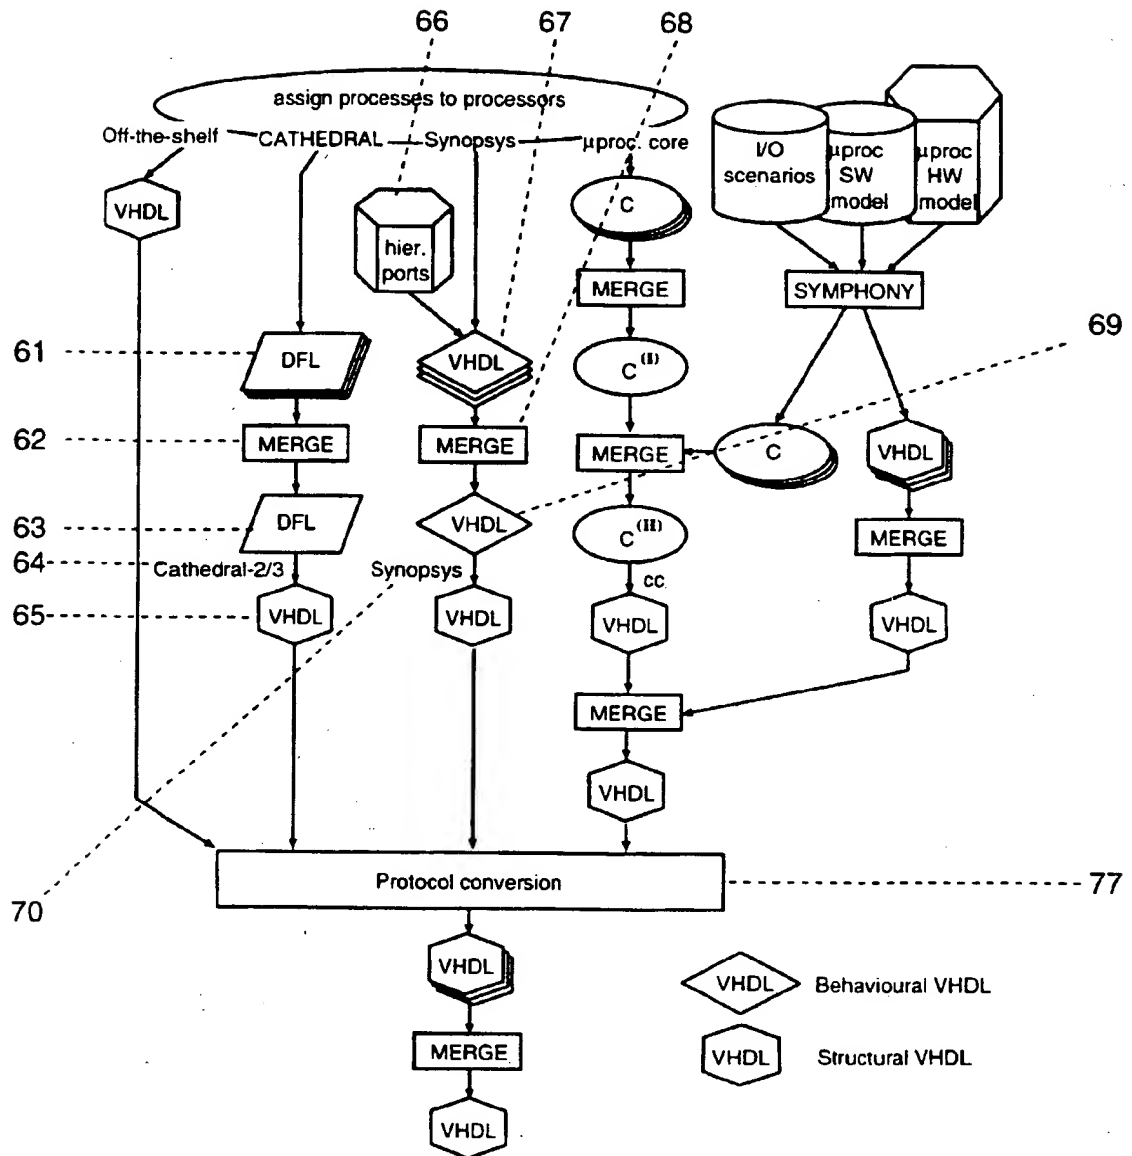 66
67
68
assign processes to processors
Off-the-shelf
CATHEDRAL
Synopsys
μproc. core
I/O
scenarios
μproc
SW
model
μproc
HW
model
VHDL
hier.
ports
C
MERGE
SYMPHONY
69
61
DFL
VHDL
C (I)
62
MERGE
MERGE
MERGE
C
VHDL
63
DFL
VHDL
C (II)
MERGE
64
Cathedral-2/3
Synopsys
cc
65
VHDL
VHDL
VHDL
VHDL
MERGE
VHDL
Protocol conversion
77
70
VHDL
VHDL
Behavioural VHDL
MERGE
VHDL
Structural VHDL
VHDL